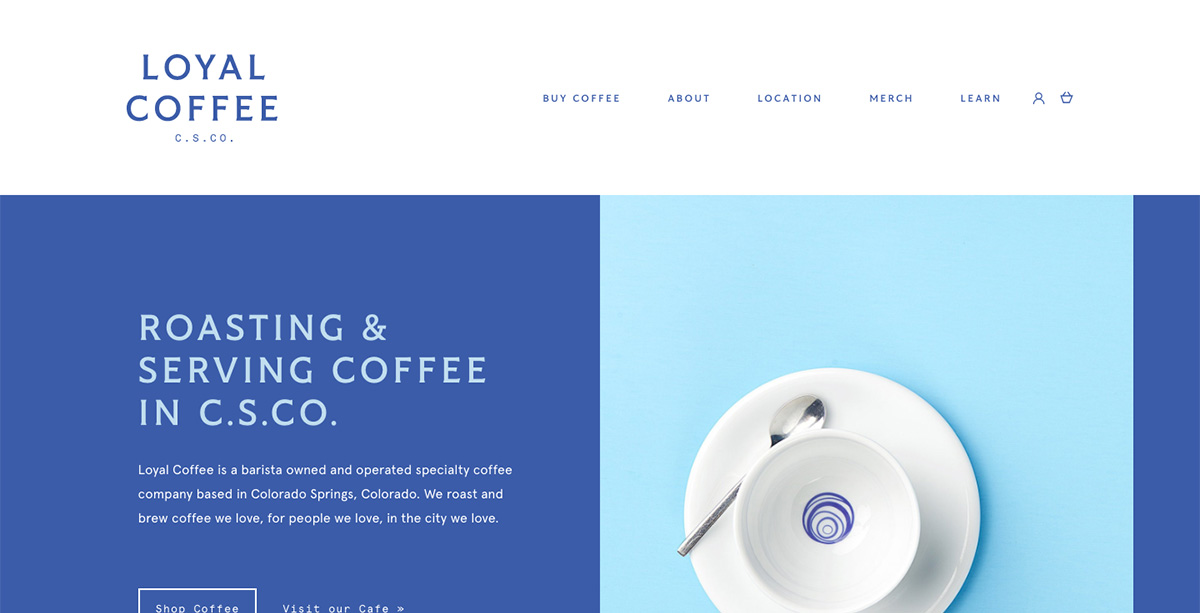 LOYAL
COFFEE
C.S.CO.
BUY COFFEE
ABOUT
LOCATION
MERCH
LEARN
ROASTING &
SERVING COFFEE
IN C.S.CO.
Loyal Coffee is a barista owned and operated specialty coffee
company based in Colorado Springs, Colorado. We roast and
brew coffee we love, for people we love, in the city we love.
Shop Coffee
Visit our Cafe »